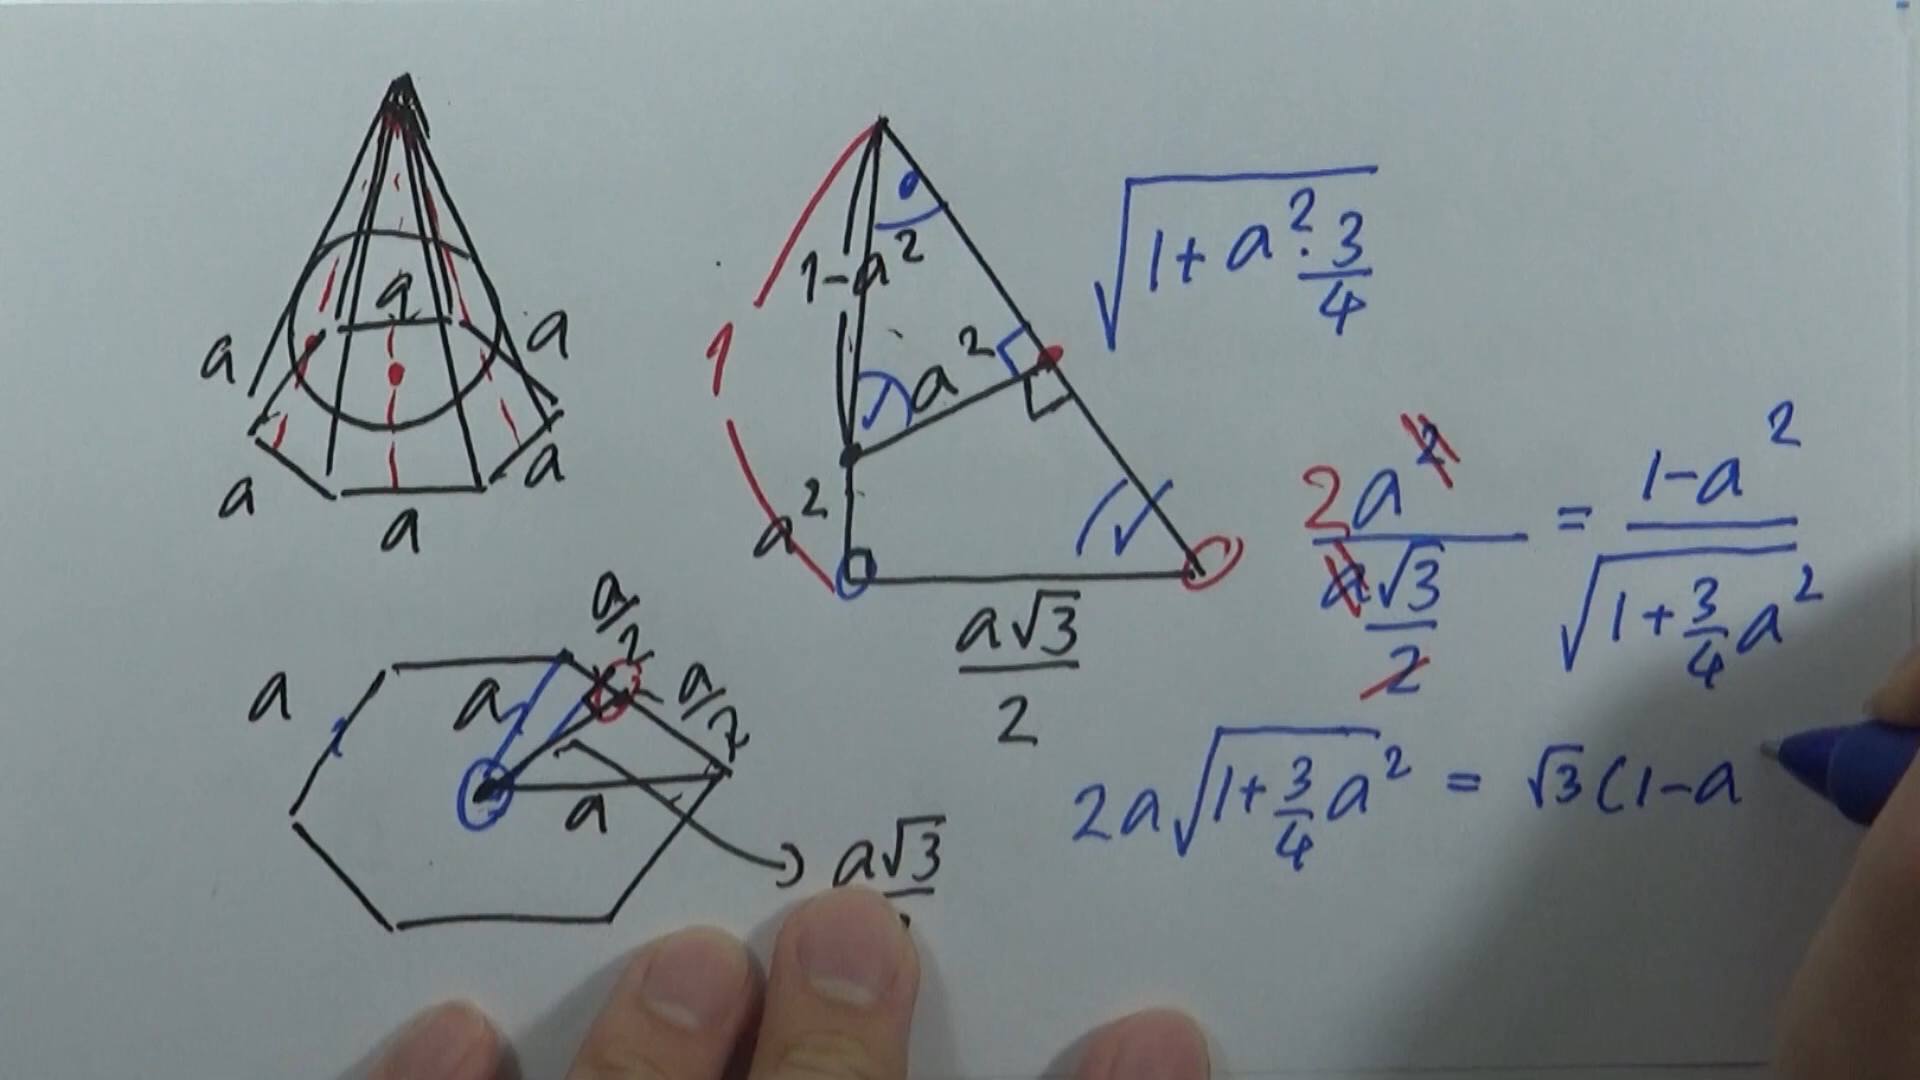 a
a
a
a
a
a
1
1-a²
a²
a²
a√3/2
√(1+a²·3/4)
2a²/(a√3/2) = (1-a²)/√(1+3/4a²)
a/2
a
a
a/2
a
a√3
2a√(1+3/4a²) = √3(1-a